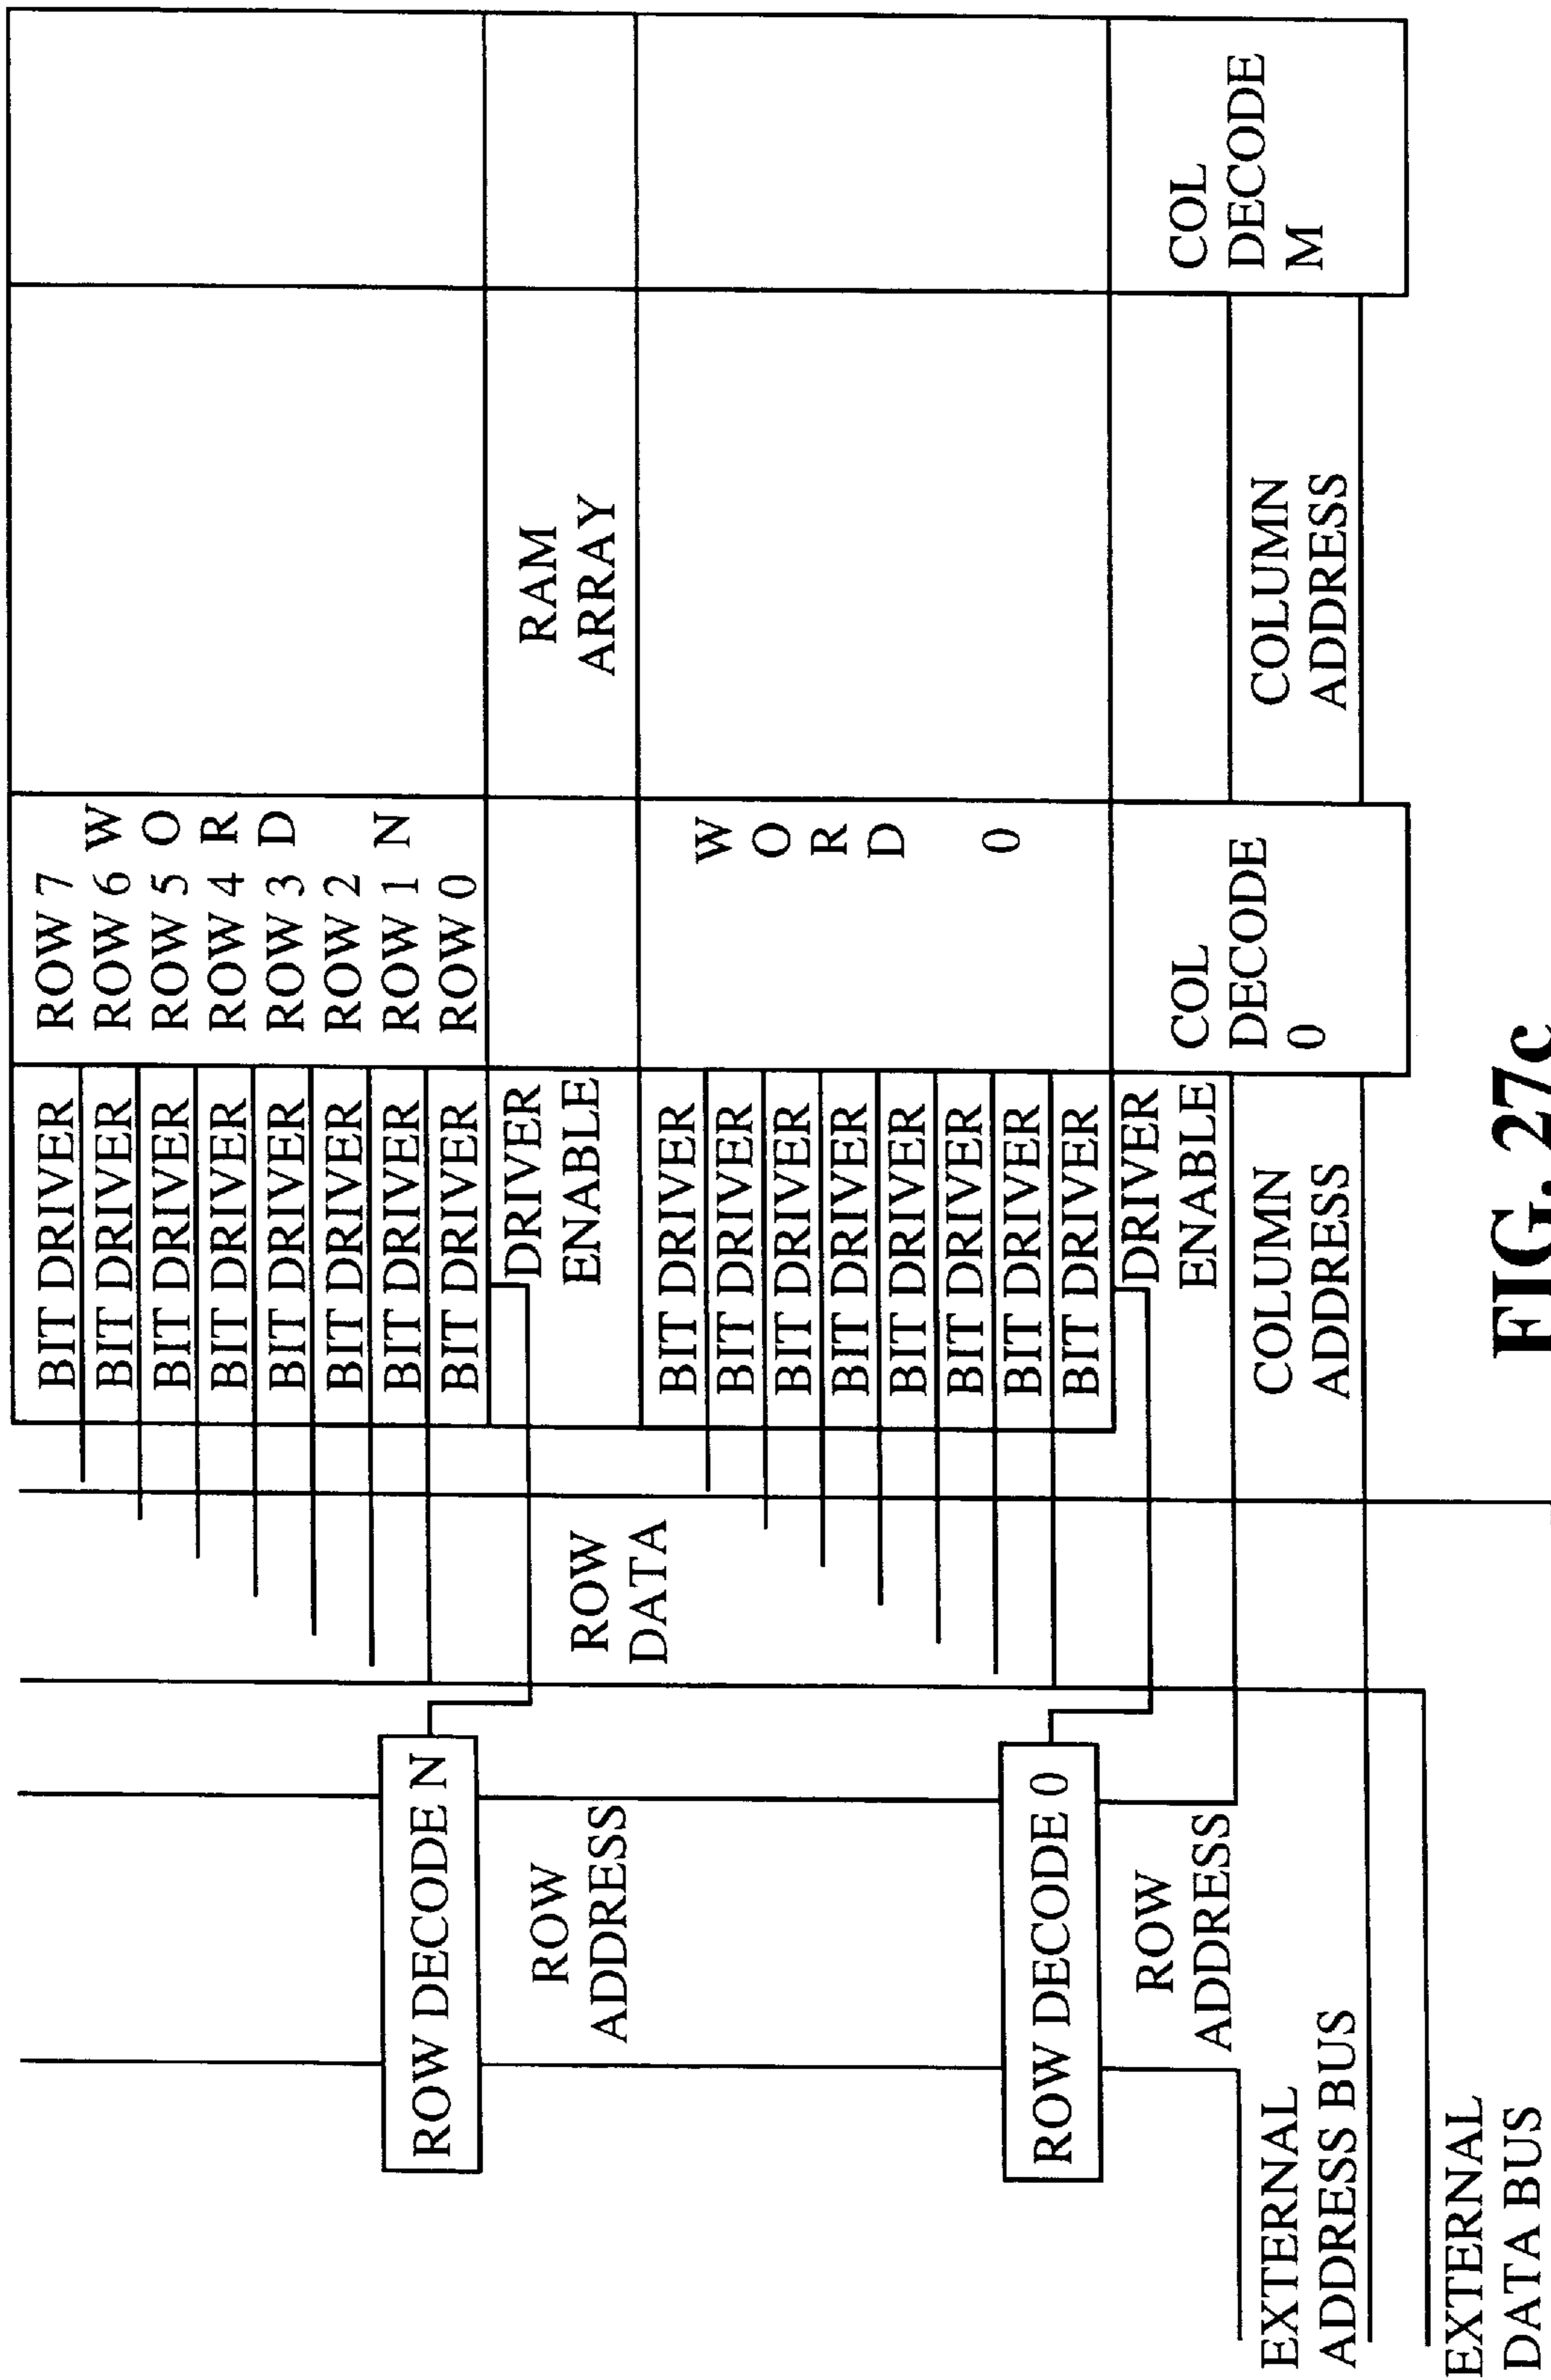 BIT DRIVER ROW 7
BIT DRIVER ROW 6 W
BIT DRIVER ROW 5 O
BIT DRIVER ROW 4 R
BIT DRIVER ROW 3 D
BIT DRIVER ROW 2
BIT DRIVER ROW 1 N
BIT DRIVER ROW 0
ROW DECODE N
DRIVER
ENABLE
RAM
ARRAY
ROW
DATA
ROW
ADDRESS
BIT DRIVER
BIT DRIVER W
BIT DRIVER O
BIT DRIVER R
BIT DRIVER D
BIT DRIVER
BIT DRIVER 0
BIT DRIVER
ROW DECODE 0
DRIVER
ENABLE
ROW
ADDRESS
COL
DECODE
0
COL
DECODE
M
EXTERNAL
ADDRESS BUS
COLUMN
ADDRESS
COLUMN
ADDRESS
EXTERNAL
DATA BUS
FIG. 27c